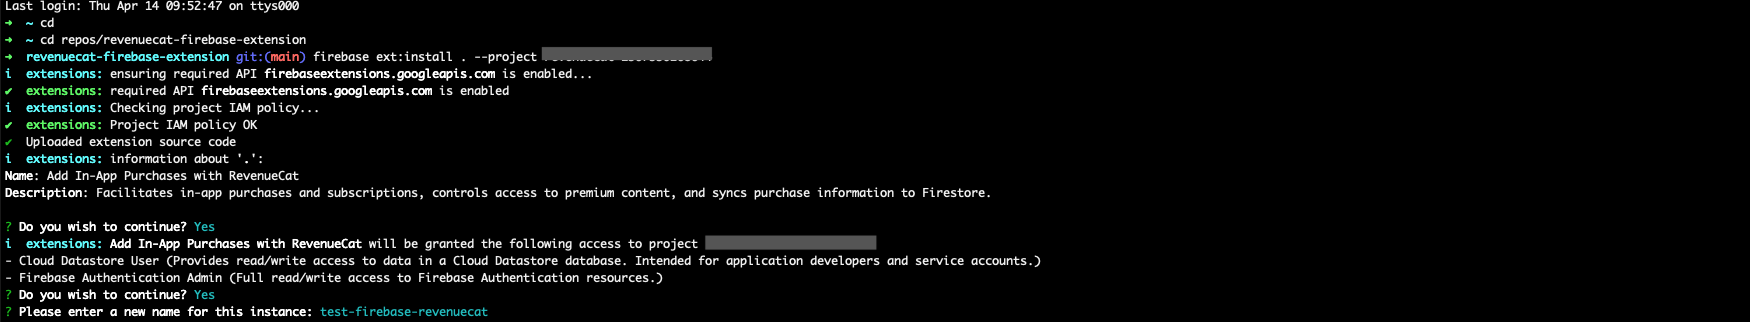 Last login: Thu Apr 14 09:52:47 on ttys000
➜  ~ cd
➜  ~ cd repos/revenuecat-firebase-extension
➜  revenuecat-firebase-extension git:(main) firebase ext:install . --project
i  extensions: ensuring required API firebaseextensions.googleapis.com is enabled...
✔  extensions: required API firebaseextensions.googleapis.com is enabled
i  extensions: Checking project IAM policy...
✔  extensions: Project IAM policy OK
✔  Uploaded extension source code
i  extensions: information about '.':
Name: Add In-App Purchases with RevenueCat
Description: Facilitates in-app purchases and subscriptions, controls access to premium content, and syncs purchase information to Firestore.
? Do you wish to continue? Yes
i  extensions: Add In-App Purchases with RevenueCat will be granted the following access to project
- Cloud Datastore User (Provides read/write access to data in a Cloud Datastore database. Intended for application developers and service accounts.)
- Firebase Authentication Admin (Full read/write access to Firebase Authentication resources.)
? Do you wish to continue? Yes
? Please enter a new name for this instance: test-firebase-revenuecat